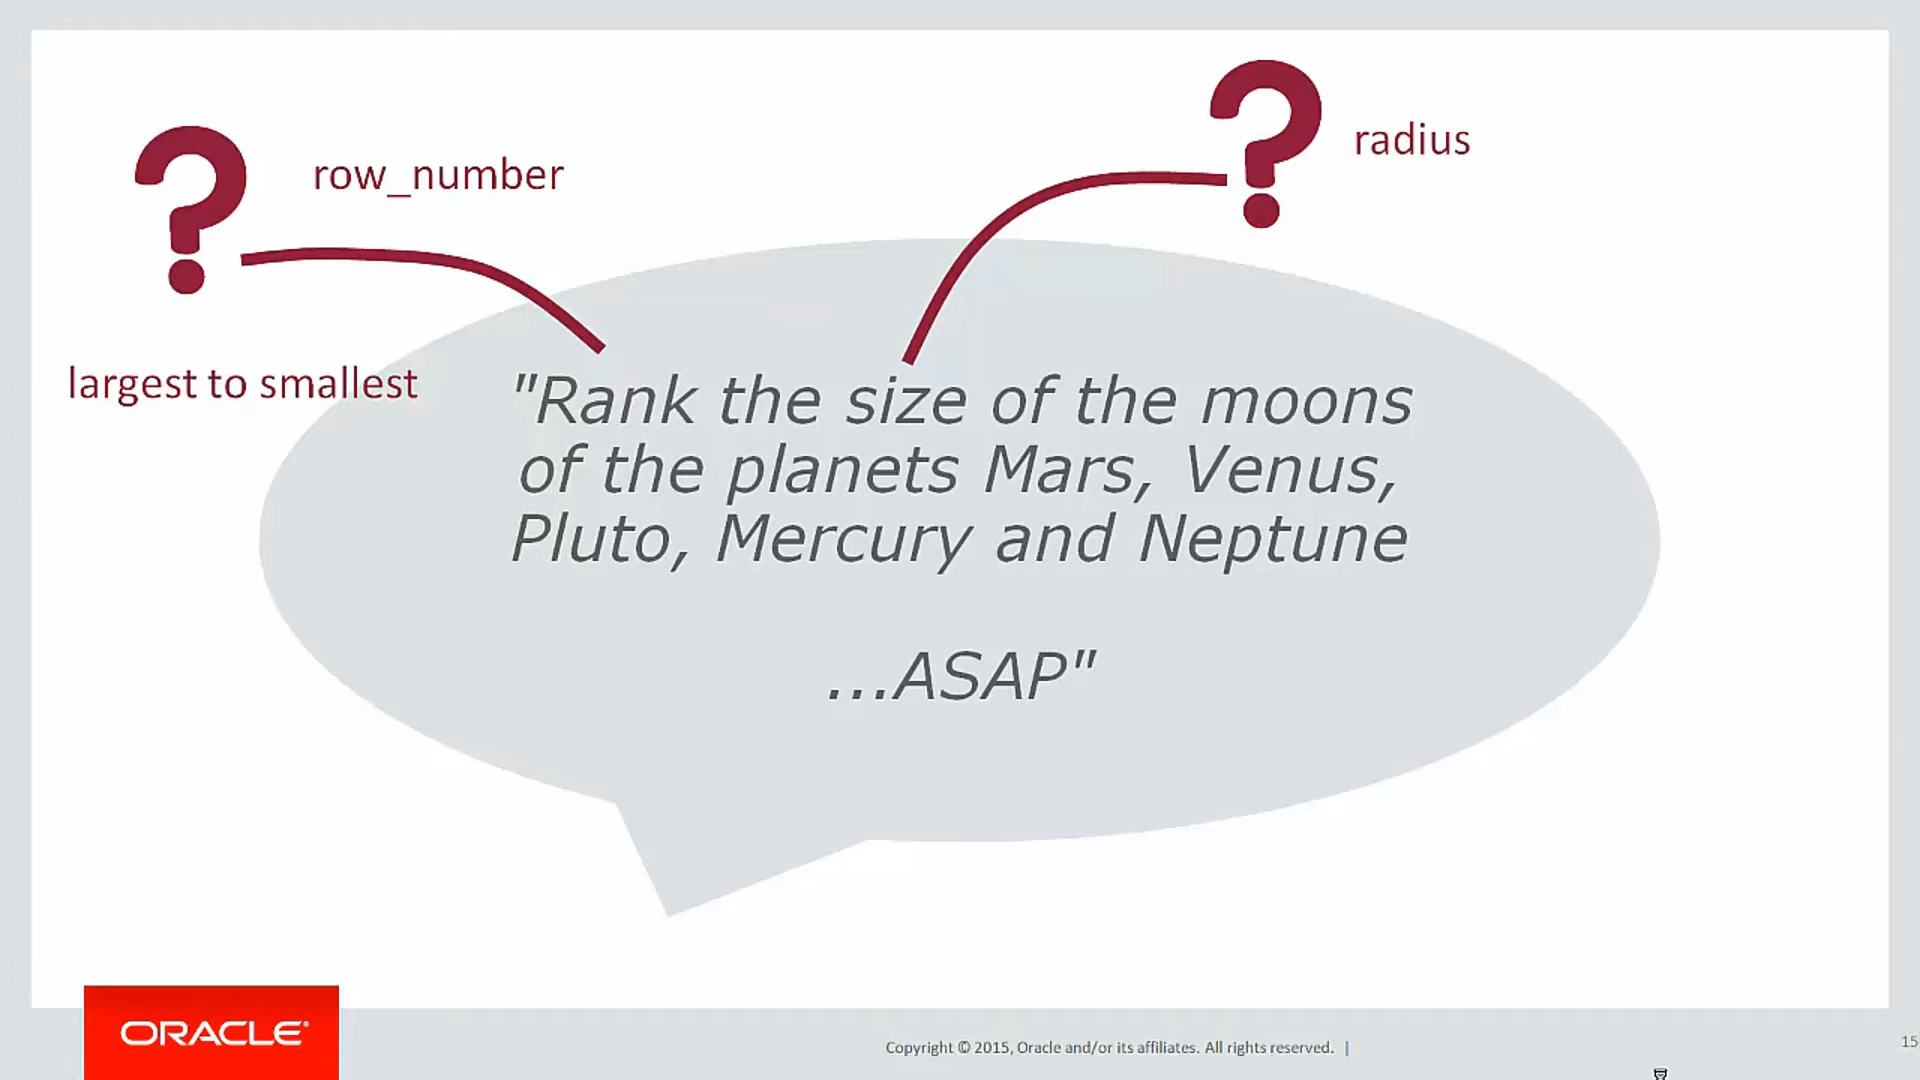 ?
row_number
?
radius
largest to smallest
"Rank the size of the moons
of the planets Mars, Venus,
Pluto, Mercury and Neptune
...ASAP"
ORACLE®
Copyright © 2015, Oracle and/or its affiliates. All rights reserved. |
15